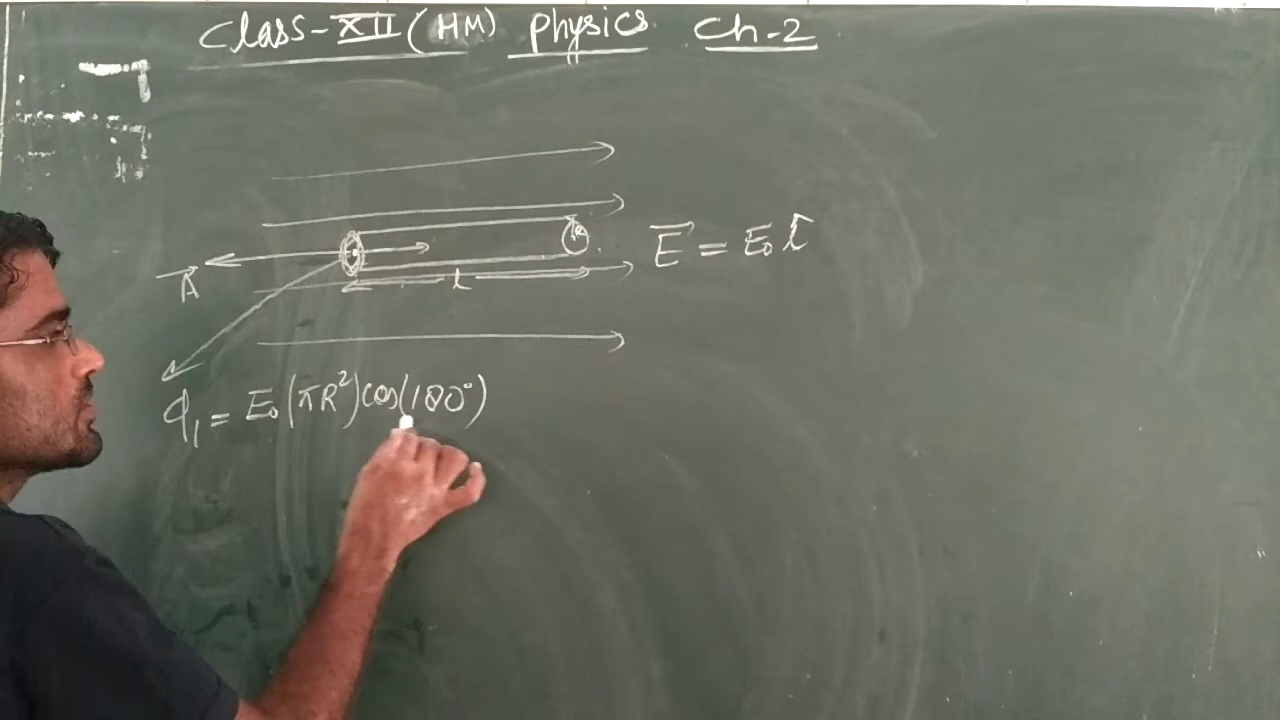 Class-XII (HM) Physics Ch-2
R
E⃗ = E₀ î
A⃗
l
Φ₁ = E₀(πR²)cos(180°)